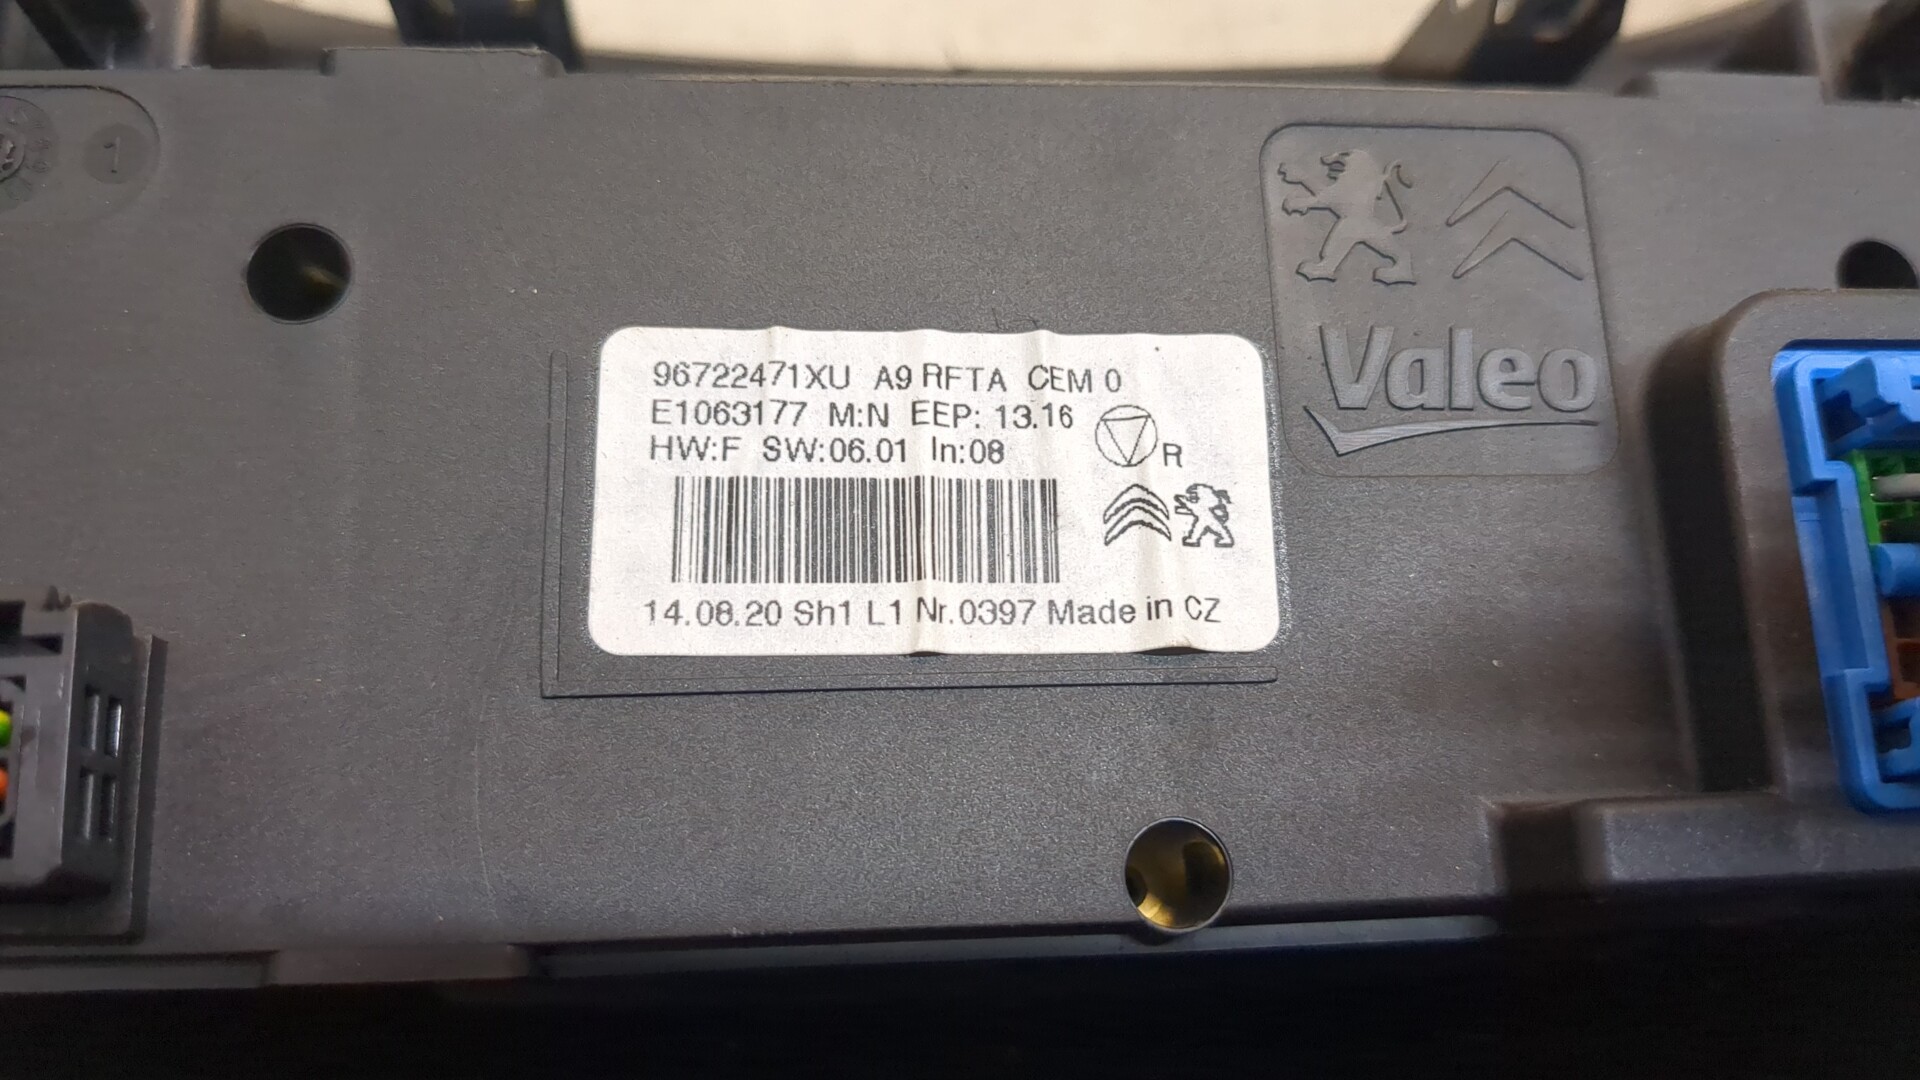 1
Valeo
96722471XU A9 RFTA CEM 0
E1063177 M:N EEP: 13.16
HW:F SW:06.01 In:08
R
14.08.20 Sh1 L1 Nr.0397 Made in CZ